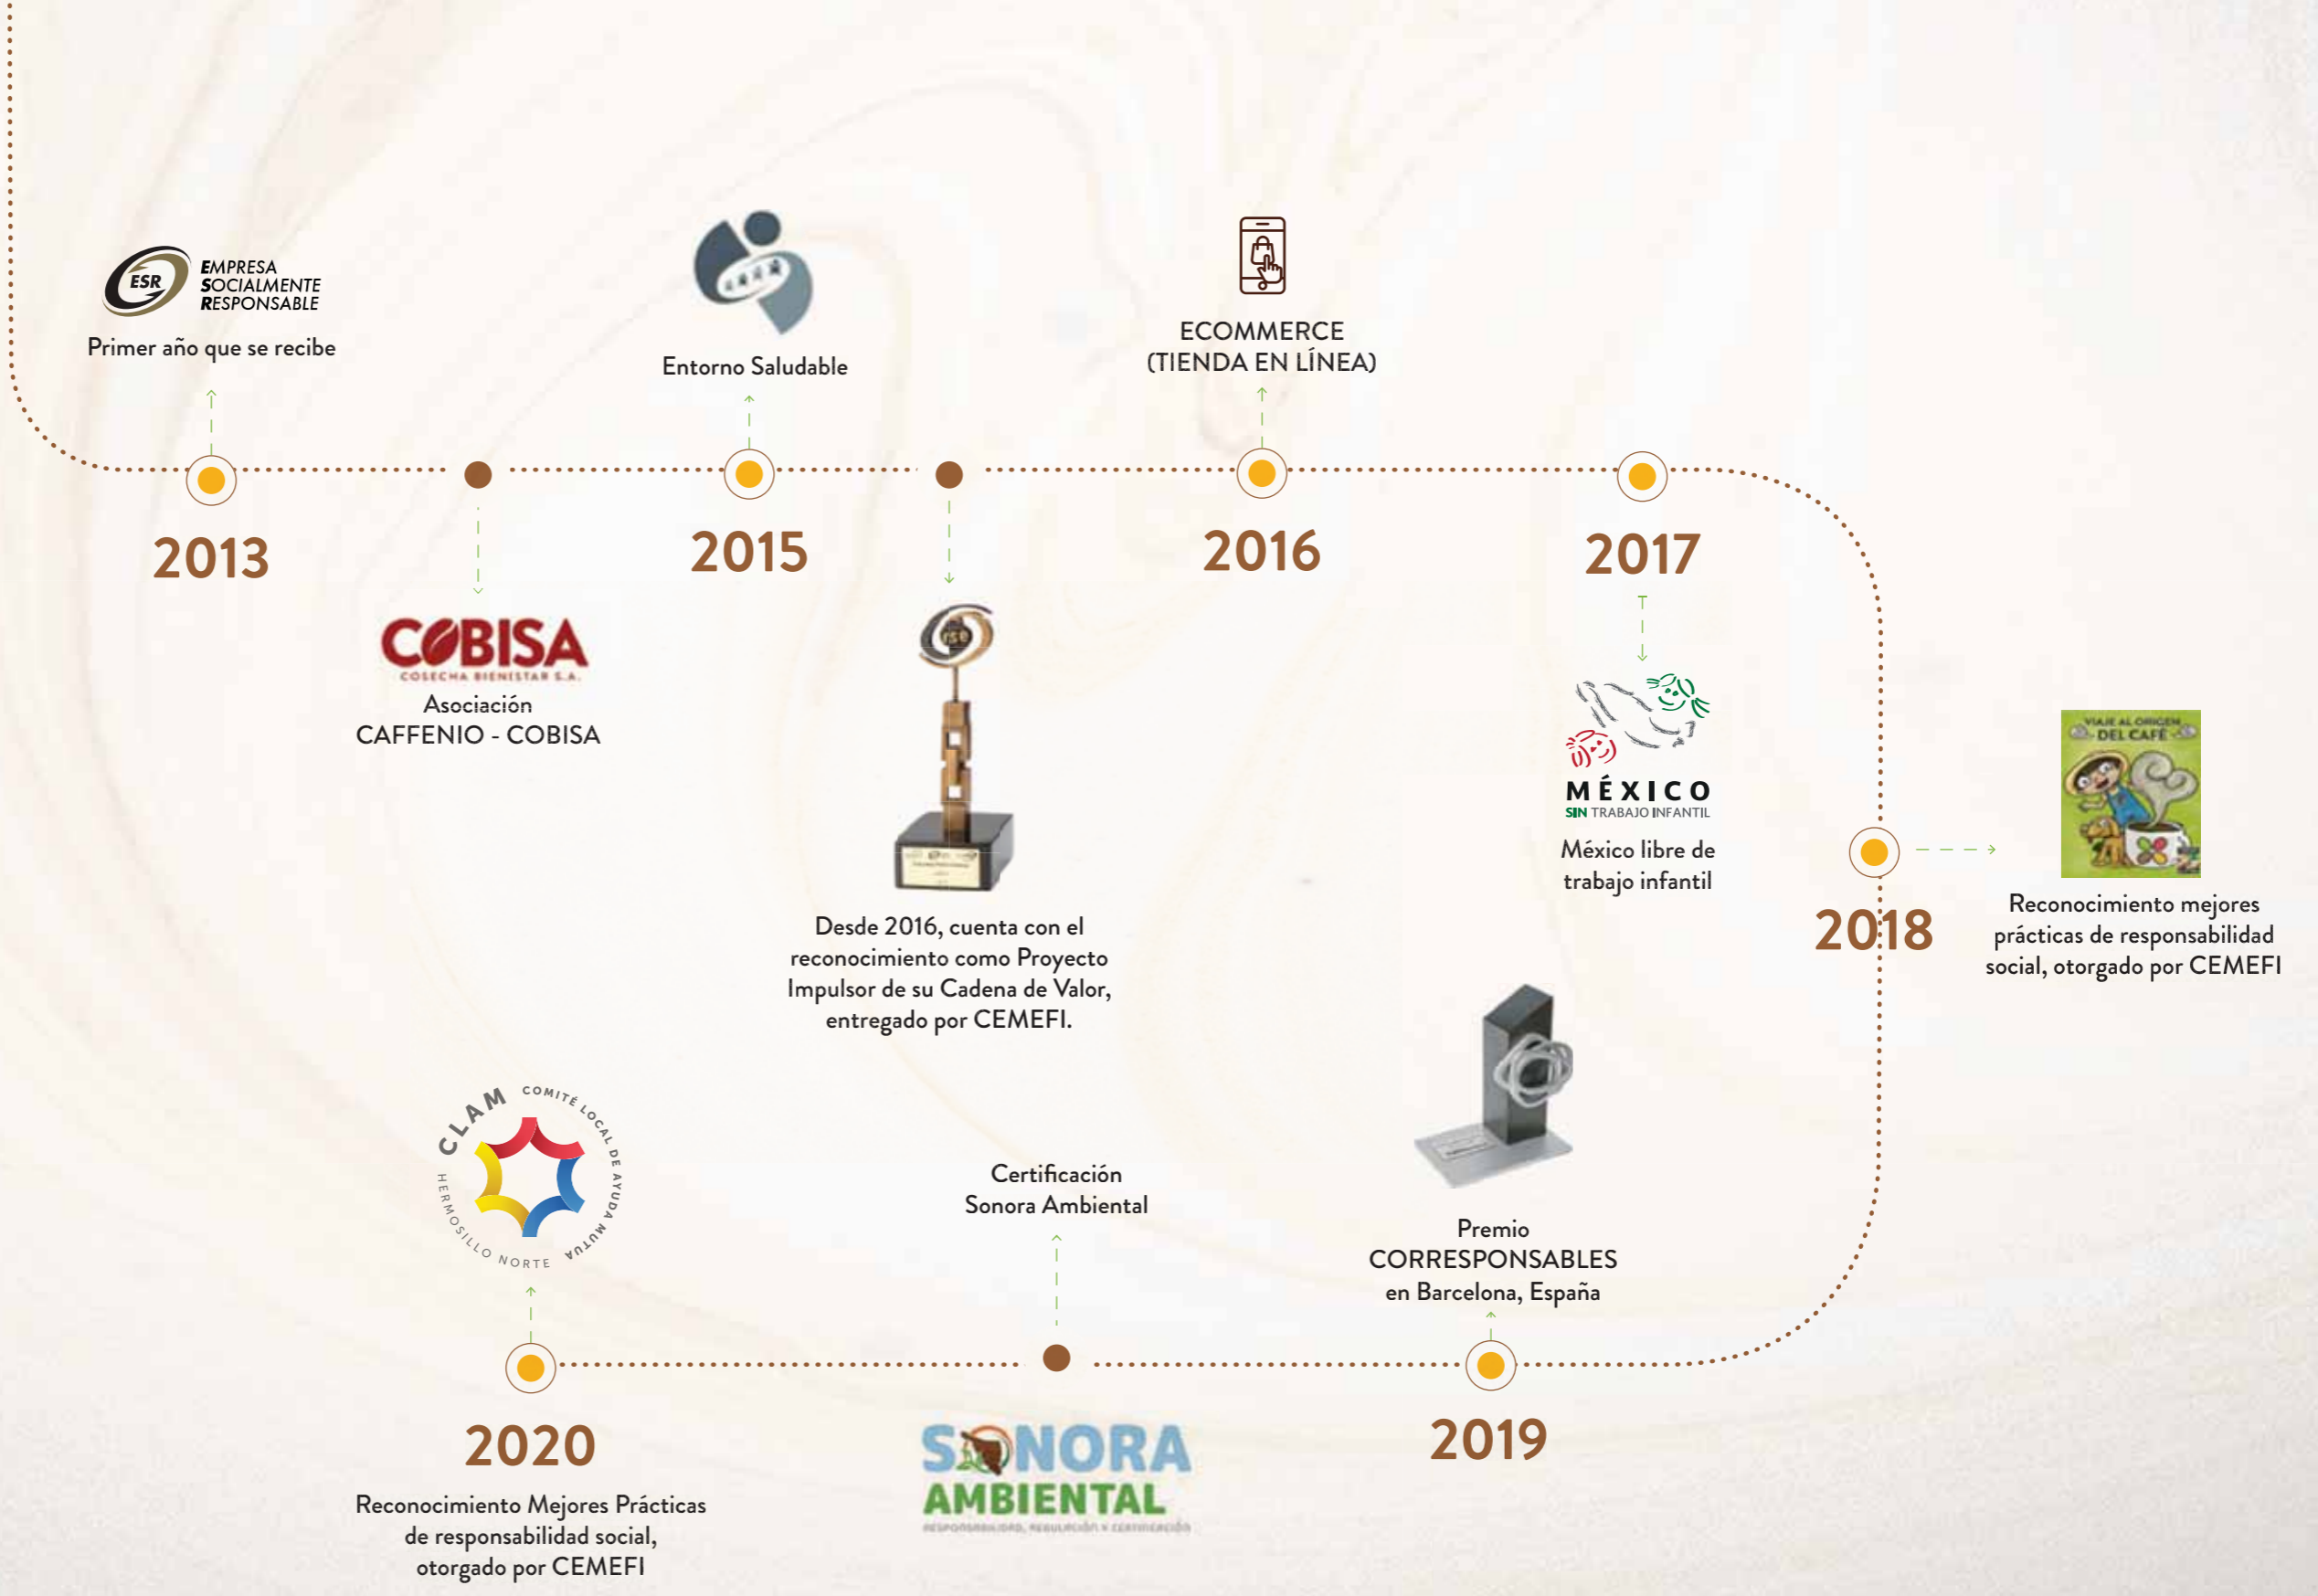 ESR
EMPRESA
SOCIALMENTE
RESPONSABLE
Primer año que se recibe
2013
COBISA
COSECHA BIENESTAR S.A.
Asociación
CAFFENIO - COBISA
Entorno Saludable
2015
rse
Desde 2016, cuenta con el
reconocimiento como Proyecto
Impulsor de su Cadena de Valor,
entregado por CEMEFI.
ECOMMERCE
(TIENDA EN LÍNEA)
2016
2017
MÉXICO
SIN TRABAJO INFANTIL
México libre de
trabajo infantil
2018
VIAJE AL ORIGEN
DEL CAFÉ
Reconocimiento mejores
prácticas de responsabilidad
social, otorgado por CEMEFI
Premio
CORRESPONSABLES
en Barcelona, España
2019
Certificación
Sonora Ambiental
SONORA
AMBIENTAL
RESPONSABILIDAD, REGULACIÓN Y CERTIFICACIÓN
CLAM COMITÉ LOCAL DE AYUDA MUTUA
HERMOSILLO NORTE
2020
Reconocimiento Mejores Prácticas
de responsabilidad social,
otorgado por CEMEFI